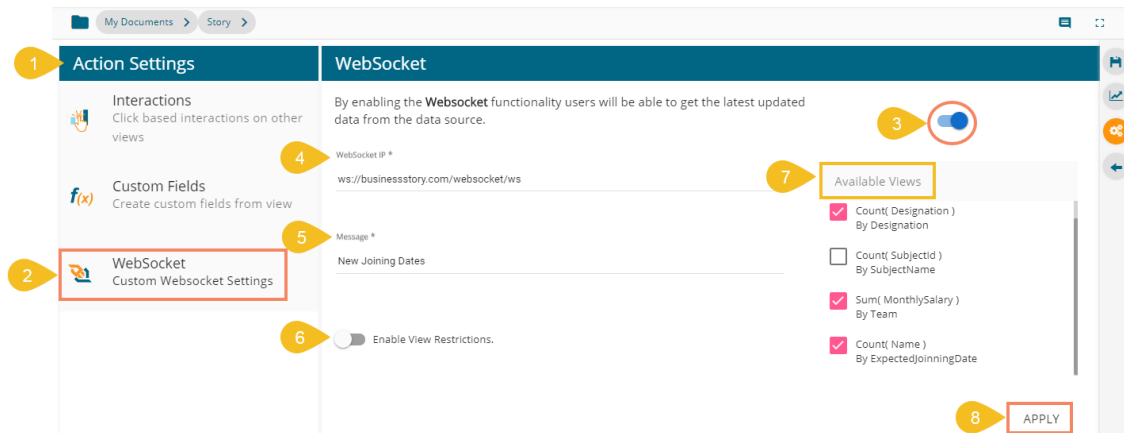 My Documents
Story
1
Action Settings
WebSocket
Interactions
Click based interactions on other
views
By enabling the Websocket functionality users will be able to get the latest updated
data from the data source.
3
4
WebSocket IP *
ws://businessstory.com/websocket/ws
7
Available Views
f(x)
Custom Fields
Create custom fields from view
5
Message *
New Joining Dates
Count( Designation )
By Designation
Count( SubjectId )
By SubjectName
2
WebSocket
Custom Websocket Settings
Sum( MonthlySalary )
By Team
6
Enable View Restrictions.
Count( Name )
By ExpectedJoinningDate
8
APPLY